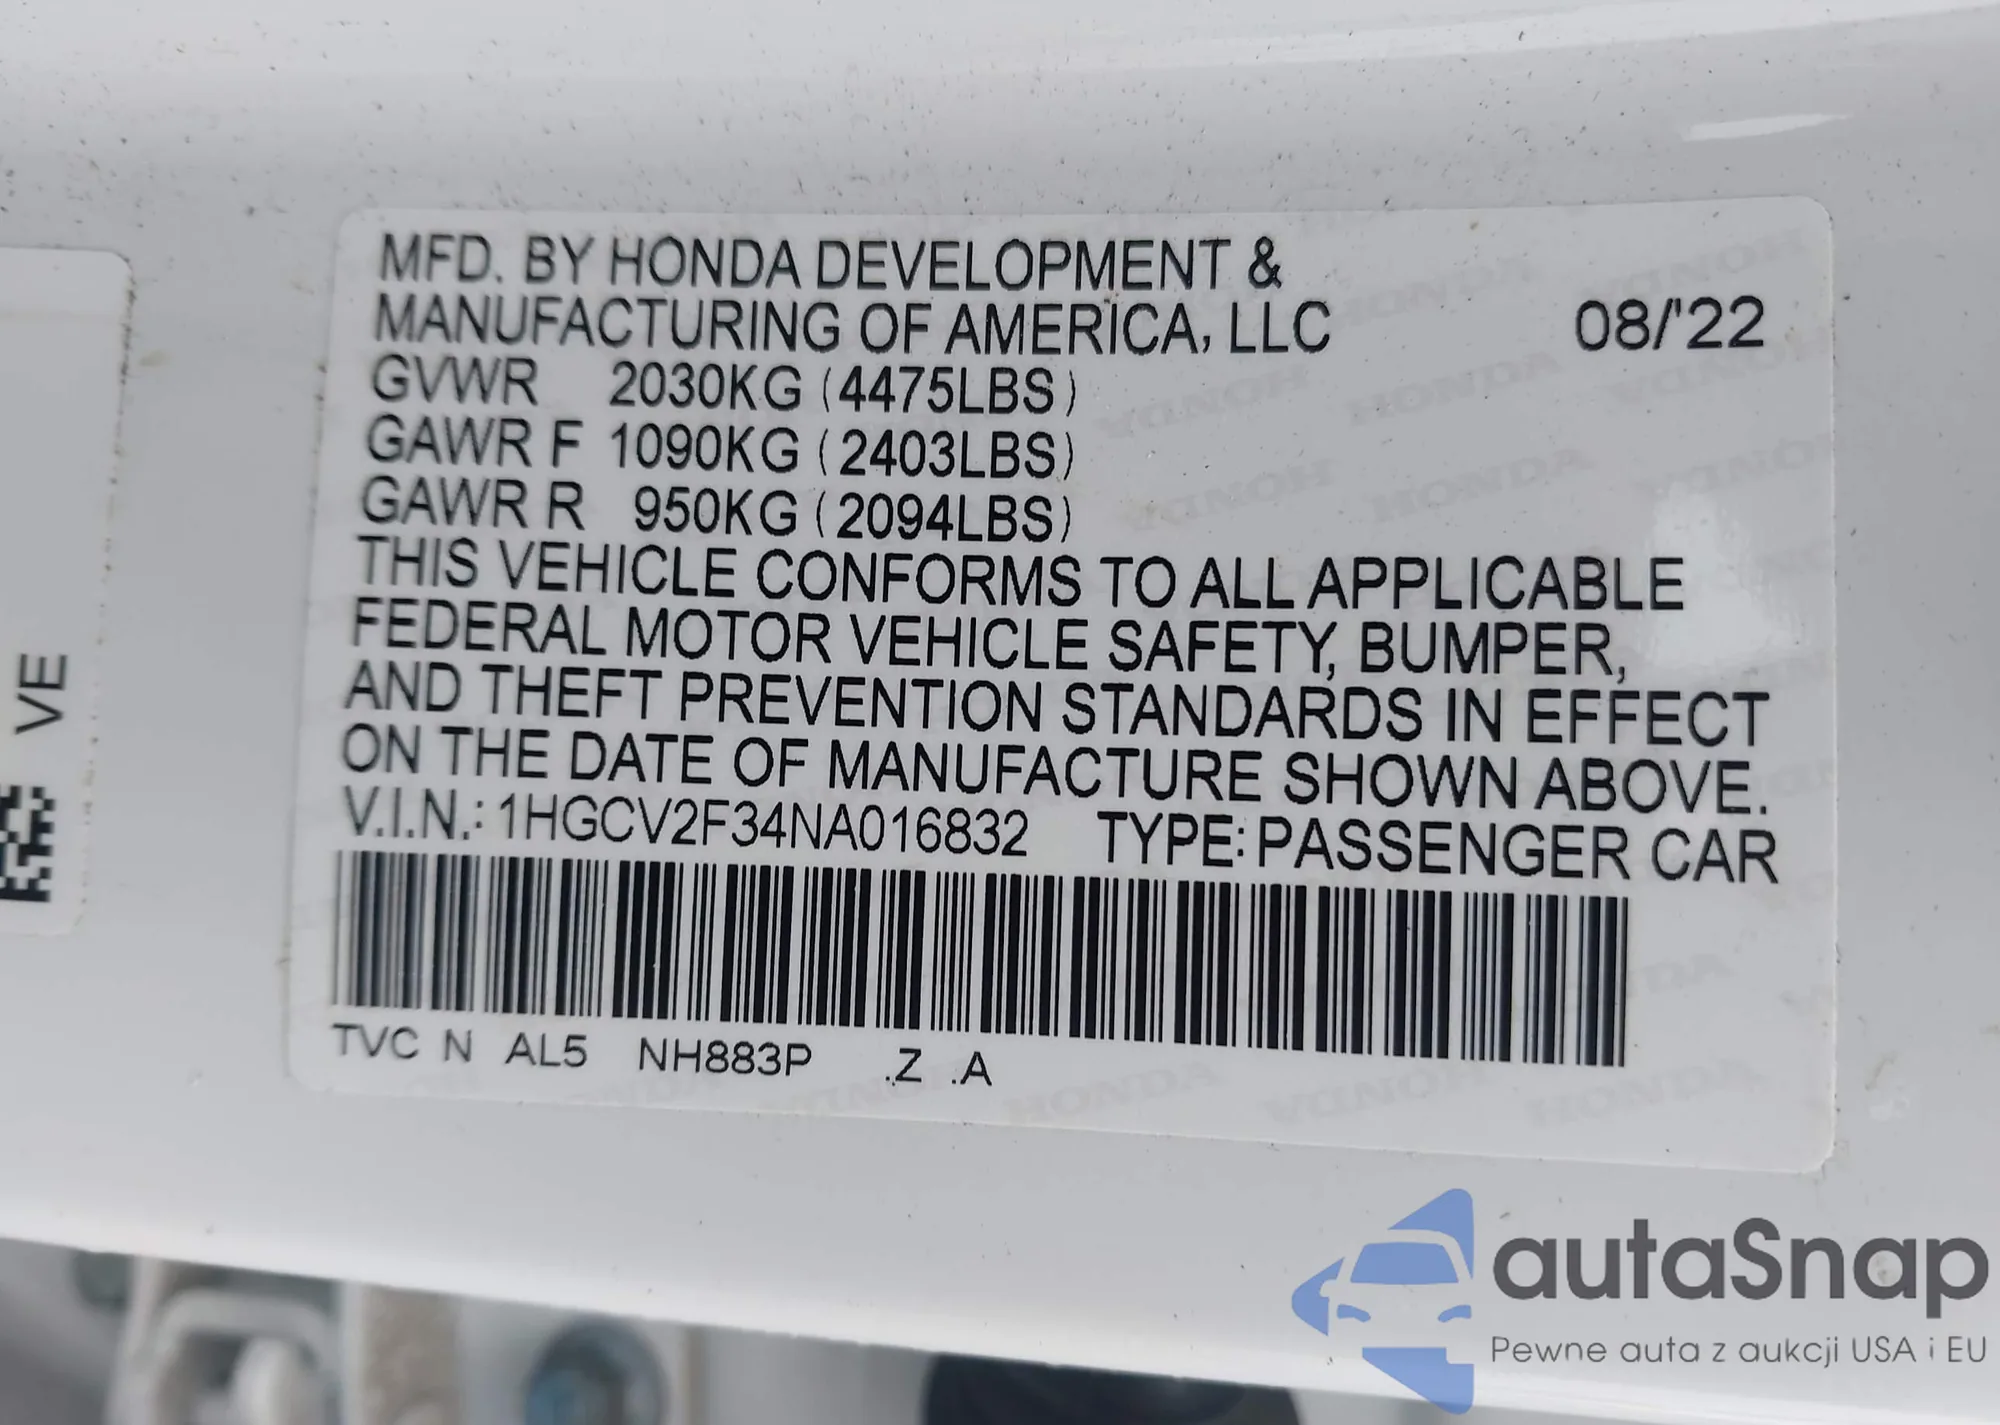 MFD. BY HONDA DEVELOPMENT &
MANUFACTURING OF AMERICA, LLC 08/'22
GVWR 2030KG (4475LBS)
GAWR F 1090KG (2403LBS)
GAWR R 950KG (2094LBS)
THIS VEHICLE CONFORMS TO ALL APPLICABLE
FEDERAL MOTOR VEHICLE SAFETY, BUMPER,
AND THEFT PREVENTION STANDARDS IN EFFECT
ON THE DATE OF MANUFACTURE SHOWN ABOVE.
V.I.N.: 1HGCV2F34NA016832 TYPE: PASSENGER CAR
TVC N AL5 NH883P .Z .A
VE
autaSnap
Pewne auta z aukcji USA i EU